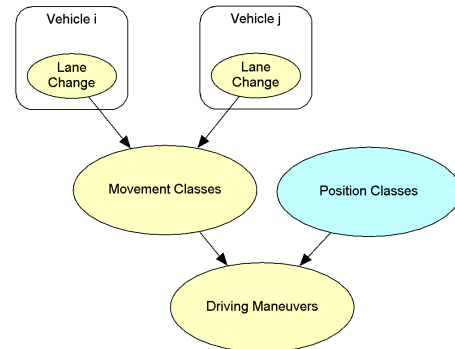 Vehicle i
Vehicle j
Lane
Change
Lane
Change
Movement Classes
Position Classes
Driving Maneuvers